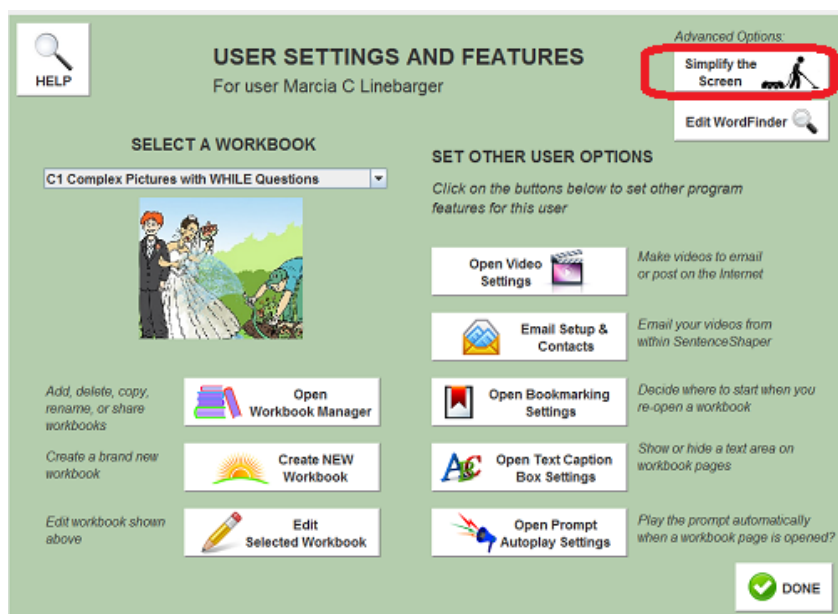 HELP
USER SETTINGS AND FEATURES
For user Marcia C Linebarger
Advanced Options:
Simplify the
Screen
Edit WordFinder
SELECT A WORKBOOK
C1 Complex Pictures with WHILE Questions
Add, delete, copy,
rename, or share
workbooks
Open
Workbook Manager
Create a brand new
workbook
Create NEW
Workbook
Edit workbook shown
above
Edit
Selected Workbook
SET OTHER USER OPTIONS
Click on the buttons below to set other program
features for this user
Open Video
Settings
Make videos to email
or post on the Internet
Email Setup &
Contacts
Email your videos from
within SentenceShaper
Open Bookmarking
Settings
Decide where to start when you
re-open a workbook
ABC
Open Text Caption
Box Settings
Show or hide a text area on
workbook pages
Open Prompt
Autoplay Settings
Play the prompt automatically
when a workbook page is opened?
DONE